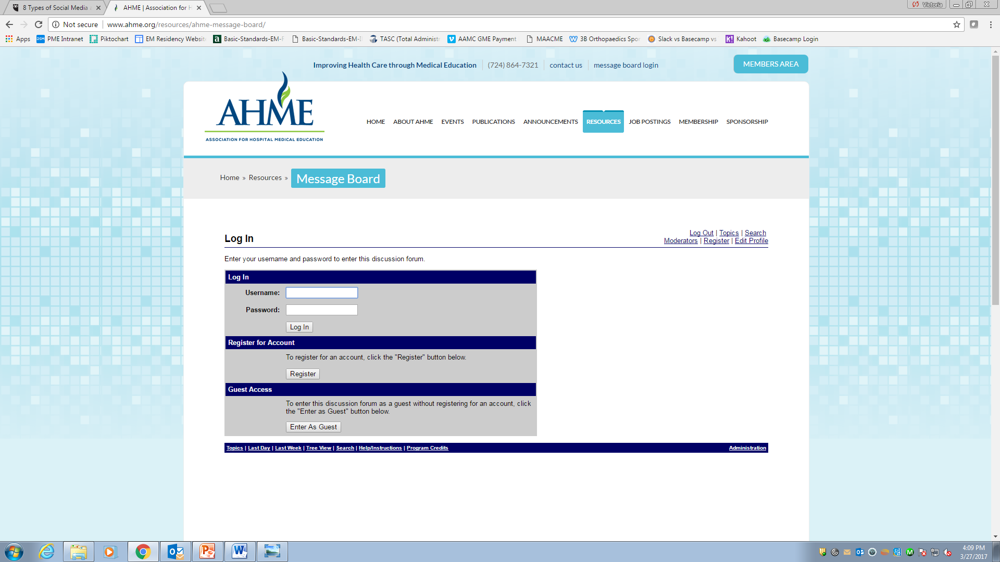 8 Types of Social Media
AHME | Association for H
Victoria
Not secure
www.ahme.org/resources/ahme-message-board/
Apps
PME Intranet
Piktochart
EM Residency Website
Basic-Standards-EM-F
Basic-Standards-EM-I
TASC (Total Administ
AAMC GME Payment
MAACME
3B Orthopaedics Spor
Slack vs Basecamp vs
Kahoot
Basecamp Login
Improving Health Care through Medical Education
(724) 864-7321
contact us
message board login
MEMBERS AREA
AHME
ASSOCIATION FOR HOSPITAL MEDICAL EDUCATION
HOME
ABOUT AHME
EVENTS
PUBLICATIONS
ANNOUNCEMENTS
RESOURCES
JOB POSTINGS
MEMBERSHIP
SPONSORSHIP
Home » Resources » Message Board
Log Out | Topics | Search
Moderators | Register | Edit Profile
Log In
Enter your username and password to enter this discussion forum.
Log In
Username:
Password:
Log In
Register for Account
To register for an account, click the "Register" button below.
Register
Guest Access
To enter this discussion forum as a guest without registering for an account, click
the "Enter as Guest" button below.
Enter As Guest
Topics | Last Day | Last Week | Tree View | Search | Help/Instructions | Program Credits
Administration
4:09 PM
3/27/2017